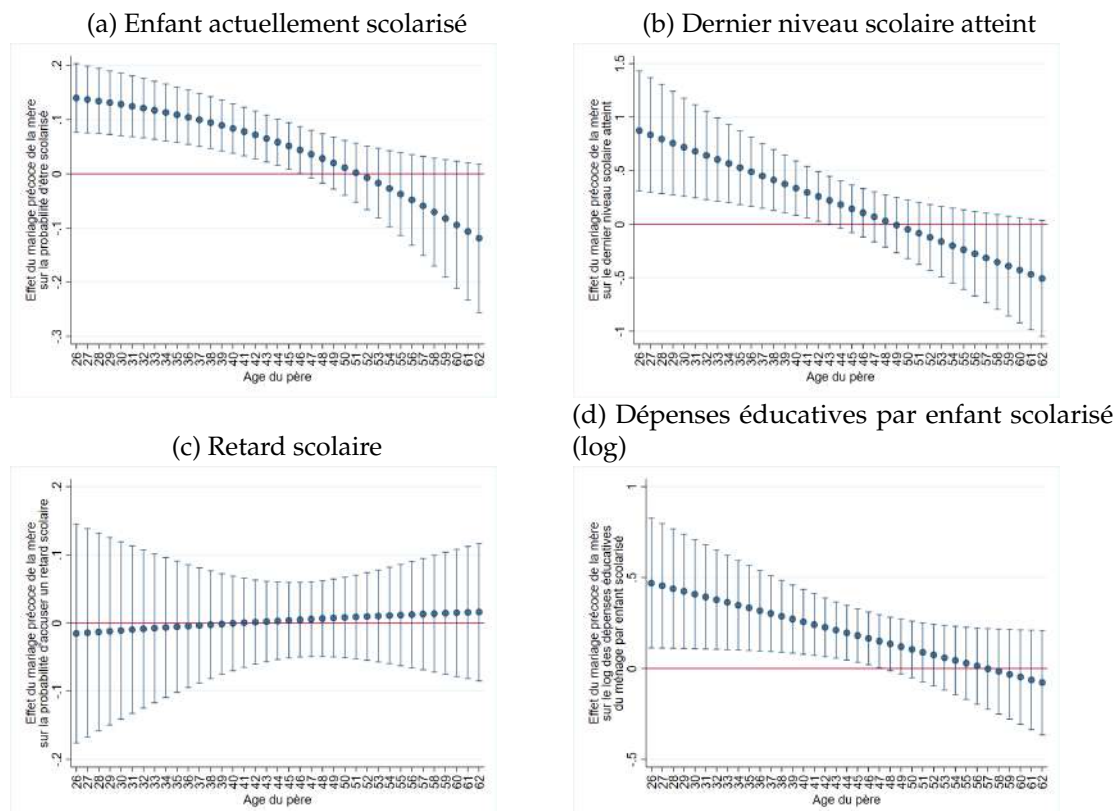 (a) Enfant actuellement scolarisé
Effet du mariage précoce de la mère
sur la probabilité d'être scolarisé
.2
.1
0
-.1
-.2
-.3
26 27 28 29 30 31 32 33 34 35 36 37 38 39 40 41 42 43 44 45 46 47 48 49 50 51 52 53 54 55 56 57 58 59 60 61 62
Age du père
(b) Dernier niveau scolaire atteint
Effet du mariage précoce de la mère
sur le dernier niveau scolaire atteint
1.5
1
.5
0
-.5
-1
26 27 28 29 30 31 32 33 34 35 36 37 38 39 40 41 42 43 44 45 46 47 48 49 50 51 52 53 54 55 56 57 58 59 60 61 62
Age du père
(c) Retard scolaire
Effet du mariage précoce de la mère
sur la probabilité d'accuser un retard scolaire
.2
.1
0
-.1
-.2
26 27 28 29 30 31 32 33 34 35 36 37 38 39 40 41 42 43 44 45 46 47 48 49 50 51 52 53 54 55 56 57 58 59 60 61 62
Age du père
(d) Dépenses éducatives par enfant scolarisé
(log)
Effet du mariage précoce de la mère
sur le log des dépenses éducatives
du ménage par enfant scolarisé
1
.5
0
-.5
26 27 28 29 30 31 32 33 34 35 36 37 38 39 40 41 42 43 44 45 46 47 48 49 50 51 52 53 54 55 56 57 58 59 60 61 62
Age du père